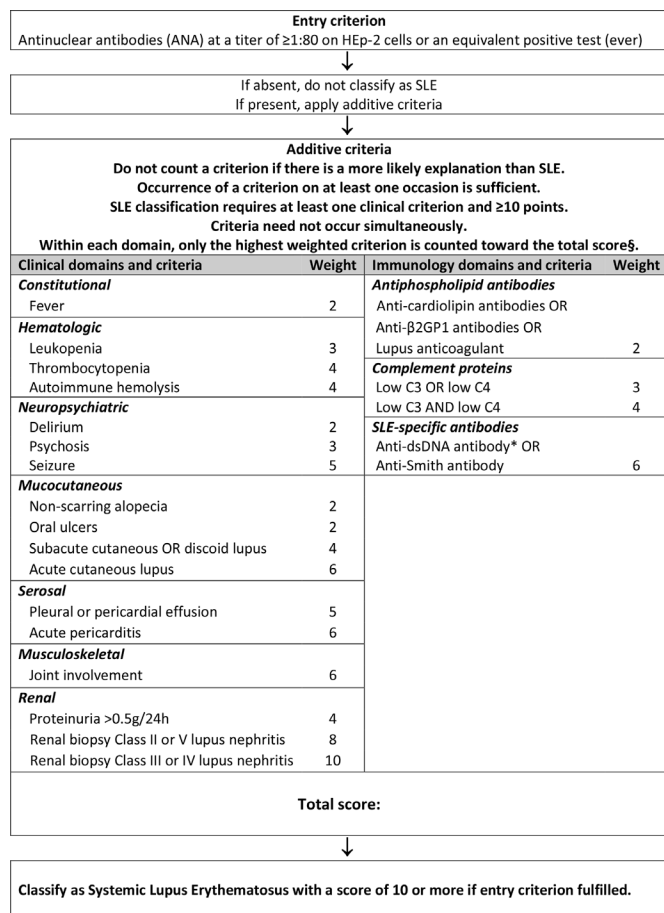 Entry criterion
Antinuclear antibodies (ANA) at a titer of ≥1:80 on HEp-2 cells or an equivalent positive test (ever)
If absent, do not classify as SLE
If present, apply additive criteria
Additive criteria
Do not count a criterion if there is a more likely explanation than SLE.
Occurrence of a criterion on at least one occasion is sufficient.
SLE classification requires at least one clinical criterion and ≥10 points.
Criteria need not occur simultaneously.
Within each domain, only the highest weighted criterion is counted toward the total score§.
Clinical domains and criteria Weight
Constitutional
Fever 2
Hematologic
Leukopenia 3
Thrombocytopenia 4
Autoimmune hemolysis 4
Neuropsychiatric
Delirium 2
Psychosis 3
Seizure 5
Mucocutaneous
Non-scarring alopecia 2
Oral ulcers 2
Subacute cutaneous OR discoid lupus 4
Acute cutaneous lupus 6
Serosal
Pleural or pericardial effusion 5
Acute pericarditis 6
Musculoskeletal
Joint involvement 6
Renal
Proteinuria >0.5g/24h 4
Renal biopsy Class II or V lupus nephritis 8
Renal biopsy Class III or IV lupus nephritis 10
Immunology domains and criteria Weight
Antiphospholipid antibodies
Anti-cardiolipin antibodies OR
Anti-β2GP1 antibodies OR
Lupus anticoagulant 2
Complement proteins
Low C3 OR low C4 3
Low C3 AND low C4 4
SLE-specific antibodies
Anti-dsDNA antibody* OR
Anti-Smith antibody 6
Total score:
Classify as Systemic Lupus Erythematosus with a score of 10 or more if entry criterion fulfilled.